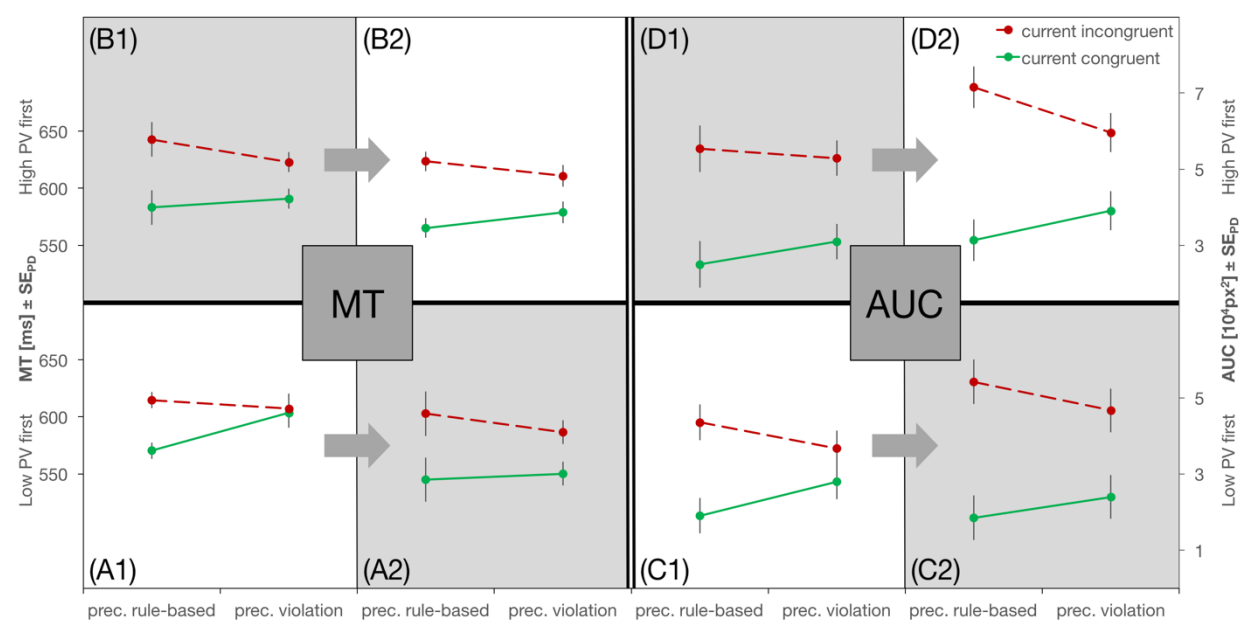 (B1)
(B2)
(D1)
(D2)
current incongruent
current congruent
High PV first
650
600
550
7
5
3
High PV first
MT [ms] ± SEPD
MT
AUC
AUC [10⁴px²] ± SEPD
Low PV first
650
600
550
5
3
1
Low PV first
(A1)
(A2)
(C1)
(C2)
prec. rule-based
prec. violation
prec. rule-based
prec. violation
prec. rule-based
prec. violation
prec. rule-based
prec. violation